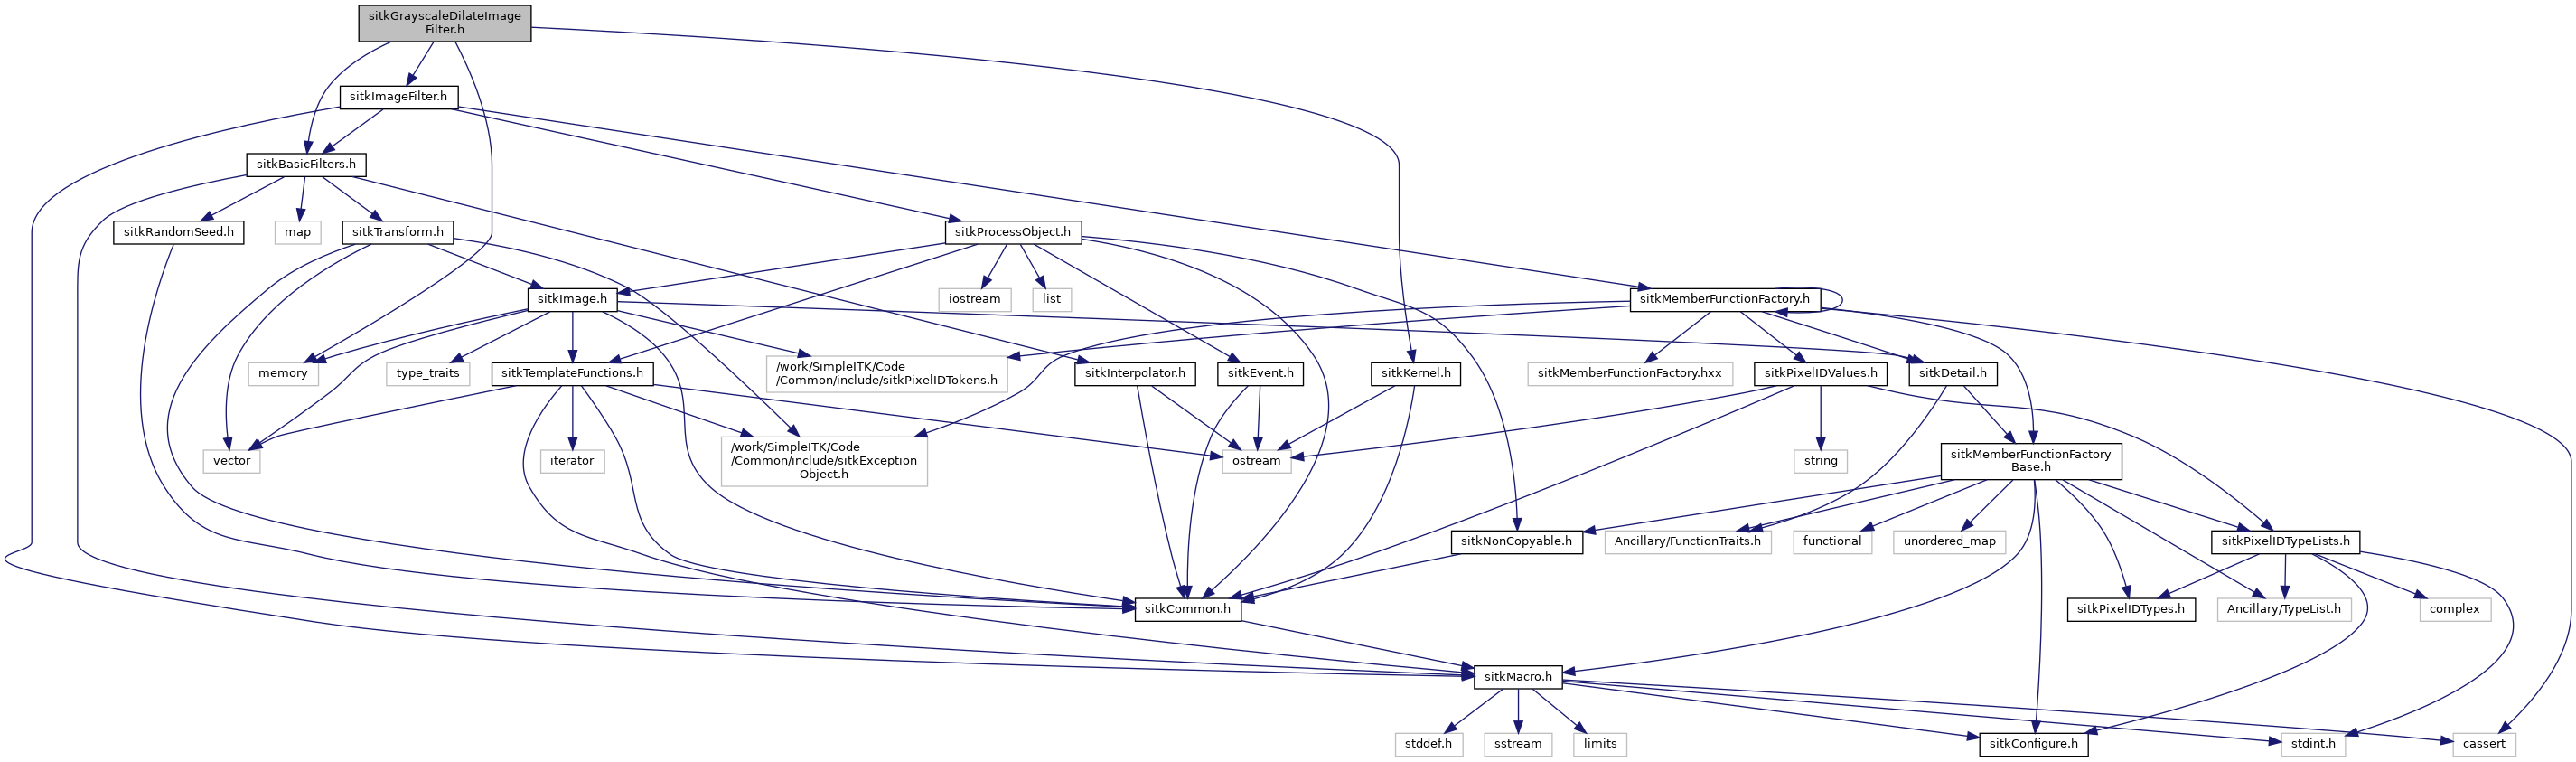 sitkGrayscaleDilateImage
Filter.h
sitkImageFilter.h
sitkBasicFilters.h
sitkRandomSeed.h
map
sitkTransform.h
sitkProcessObject.h
sitkImage.h
iostream
list
sitkMemberFunctionFactory.h
memory
type_traits
sitkTemplateFunctions.h
/work/SimpleITK/Code
/Common/include/sitkPixelIDTokens.h
sitkInterpolator.h
sitkEvent.h
sitkKernel.h
sitkMemberFunctionFactory.hxx
sitkPixelIDValues.h
sitkDetail.h
vector
iterator
/work/SimpleITK/Code
/Common/include/sitkException
Object.h
ostream
string
sitkMemberFunctionFactory
Base.h
sitkNonCopyable.h
Ancillary/FunctionTraits.h
functional
unordered_map
sitkPixelIDTypeLists.h
sitkCommon.h
sitkPixelIDTypes.h
Ancillary/TypeList.h
complex
sitkMacro.h
stddef.h
sstream
limits
sitkConfigure.h
stdint.h
cassert